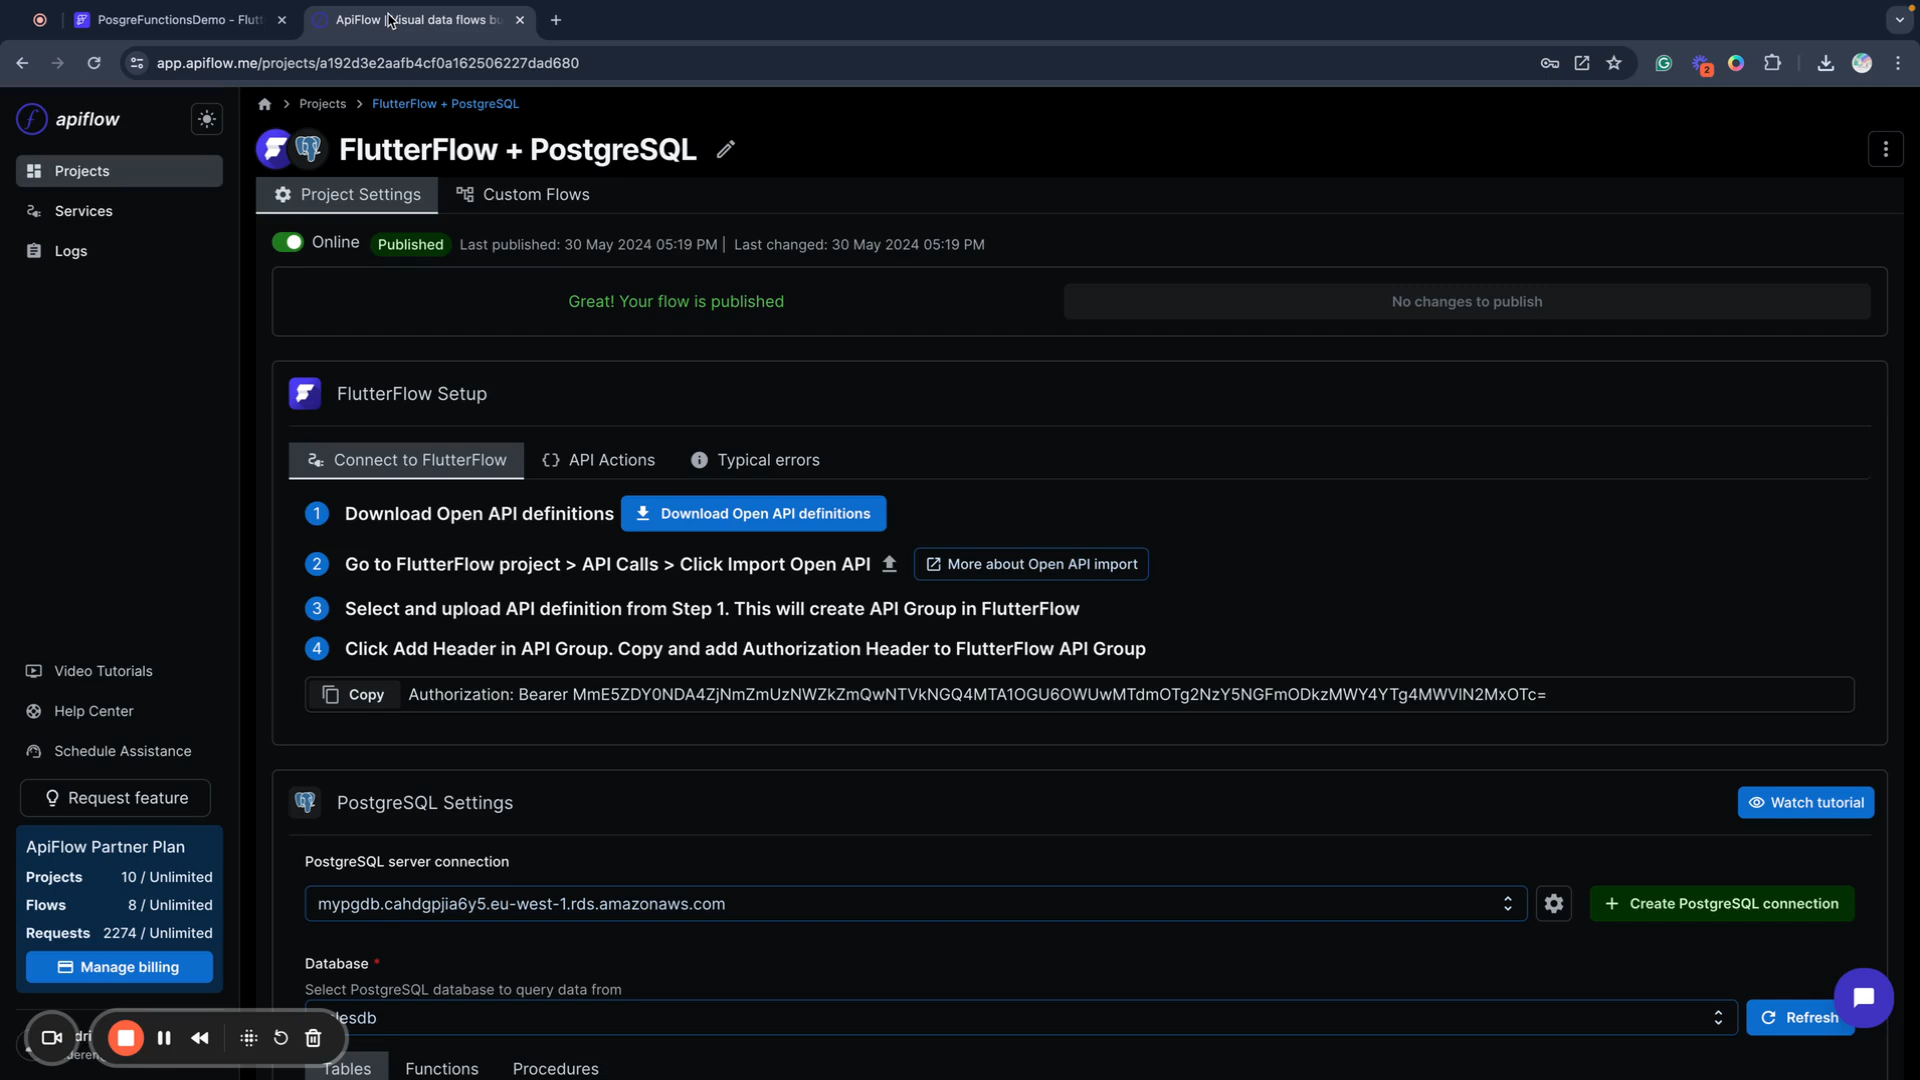 PosgreFunctionsDemo - Flutt
ApiFlow | Visual data flows bu
app.apiflow.me/projects/a192d3e2aafb4cf0a162506227dad680
2
apiflow
Projects
Services
Logs
Projects > FlutterFlow + PostgreSQL
FlutterFlow + PostgreSQL
Project Settings
Custom Flows
Online
Published
Last published: 30 May 2024 05:19 PM | Last changed: 30 May 2024 05:19 PM
Great! Your flow is published
No changes to publish
FlutterFlow Setup
Connect to FlutterFlow
API Actions
Typical errors
1 Download Open API definitions
Download Open API definitions
2 Go to FlutterFlow project > API Calls > Click Import Open API
More about Open API import
3 Select and upload API definition from Step 1. This will create API Group in FlutterFlow
4 Click Add Header in API Group. Copy and add Authorization Header to FlutterFlow API Group
Copy
Authorization: Bearer MmE5ZDY0NDA4ZjNmZmUzNWZkZmQwNTVkNGQ4MTA1OGU6OWUwMTdmOTg2NzY5NGFmODkzMWY4YTg4MWVlN2MxOTc=
PostgreSQL Settings
Watch tutorial
PostgreSQL server connection
mypgdb.cahdgpjia6y5.eu-west-1.rds.amazonaws.com
Create PostgreSQL connection
Database *
Select PostgreSQL database to query data from
lesdb
Refresh
Tables
Functions
Procedures
Video Tutorials
Help Center
Schedule Assistance
Request feature
ApiFlow Partner Plan
Projects 10 / Unlimited
Flows 8 / Unlimited
Requests 2274 / Unlimited
Manage billing